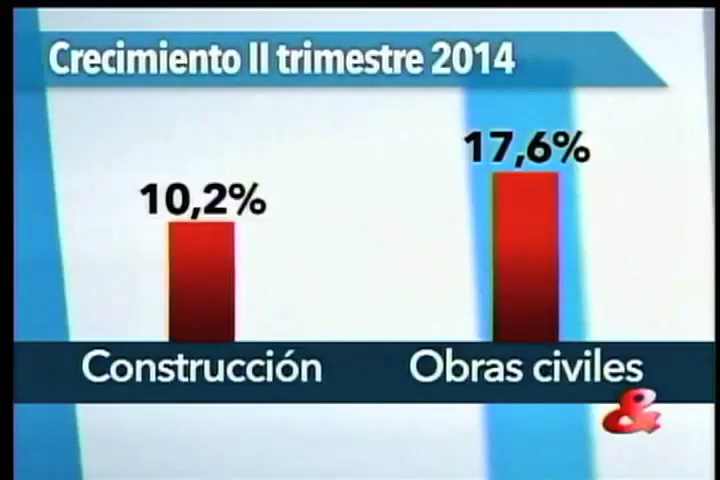 Crecimiento II trimestre 2014
10,2%
17,6%
Construcción
Obras civiles
&